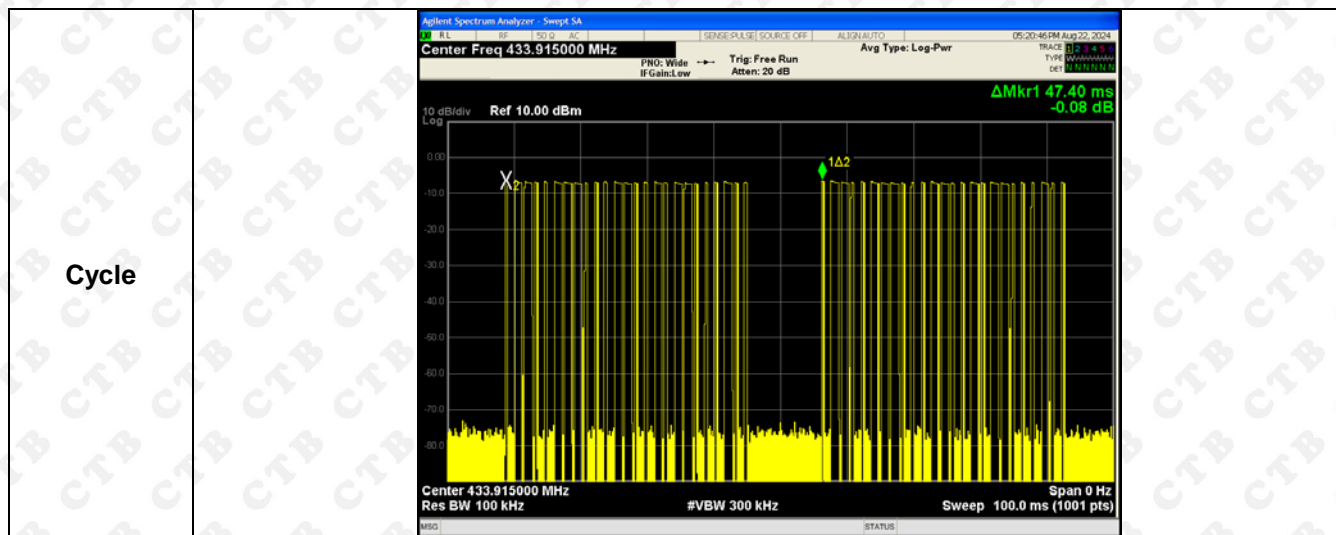 Cycle
Agilent Spectrum Analyzer - Swept SA
RL RF 50 Ω AC SENSE:PULSE SOURCE OFF ALIGN AUTO 05:20:46 PM Aug 22, 2024
Center Freq 433.915000 MHz
Avg Type: Log-Pwr
TRACE 1 2 3 4 5 6
PNO: Wide Trig: Free Run
TYPE
IFGain:Low Atten: 20 dB
DET N N N N N N
ΔMkr1 47.40 ms
-0.08 dB
10 dB/div Ref 10.00 dBm
Log
0.00
1Δ2
X2
-10.0
-20.0
-30.0
-40.0
-50.0
-60.0
-70.0
-80.0
Center 433.915000 MHz Span 0 Hz
Res BW 100 kHz #VBW 300 kHz Sweep 100.0 ms (1001 pts)
MSG STATUS
CTB